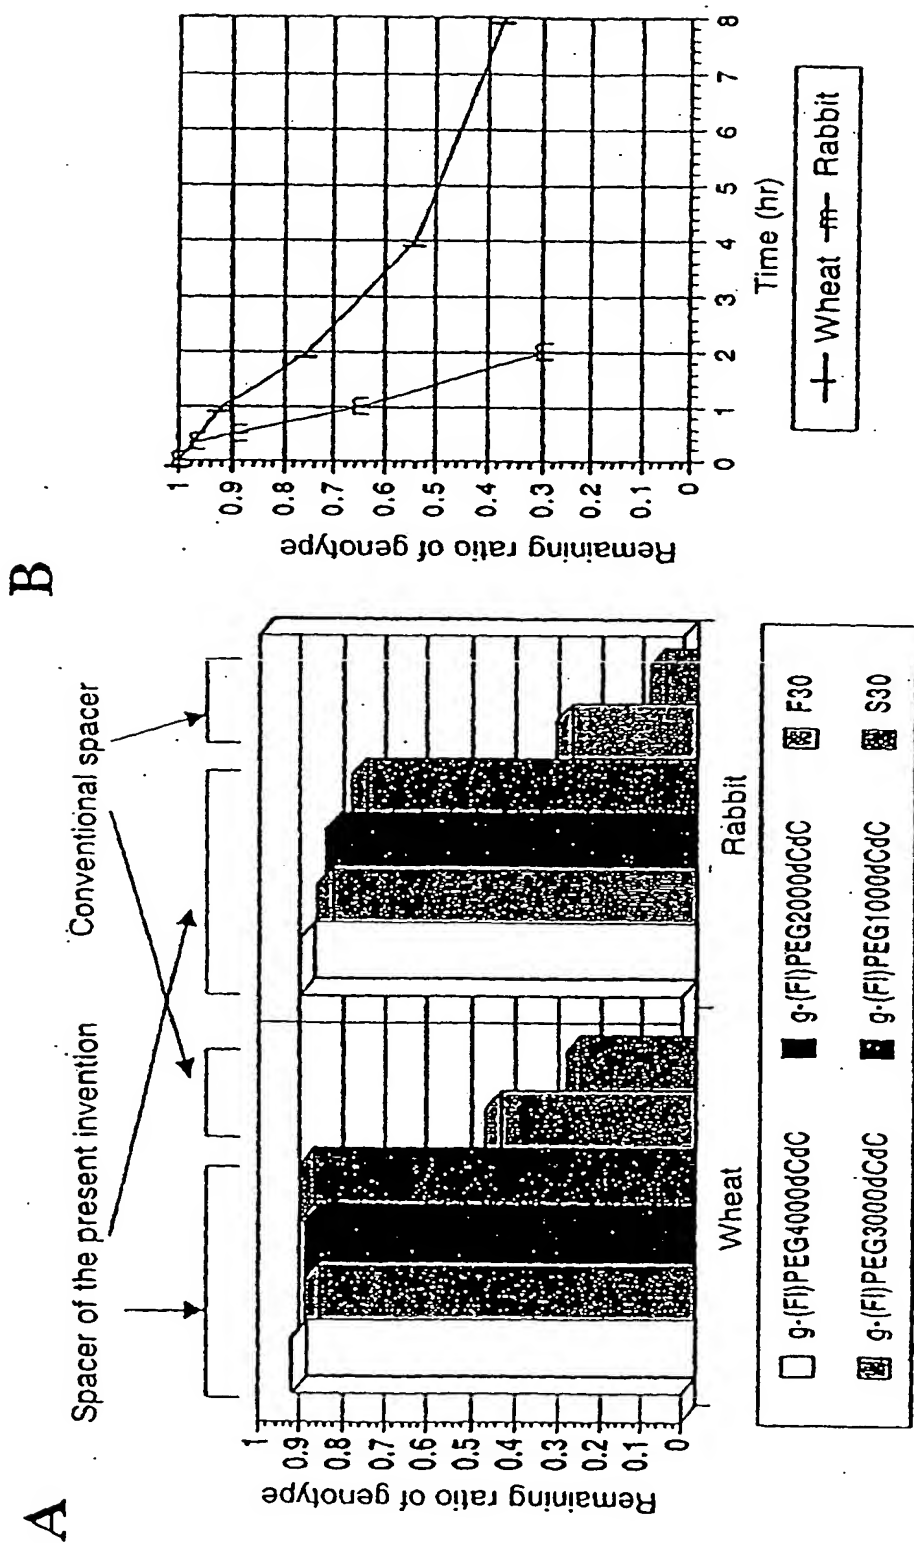 A
Spacer of the present invention
Conventional spacer
Remaining ratio of genotype
1
0.9
0.8
0.7
0.6
0.5
0.4
0.3
0.2
0.1
0
Wheat
Rabbit
g·(Fl)PEG4000dCdC
g·(Fl)PEG2000dCdC
F30
g·(Fl)PEG3000dCdC
g·(Fl)PEG1000dCdC
S30
B
Remaining ratio of genotype
1
0.9
0.8
0.7
0.6
0.5
0.4
0.3
0.2
0.1
0
0 1 2 3 4 5 6 7 8
Time (hr)
Wheat m Rabbit